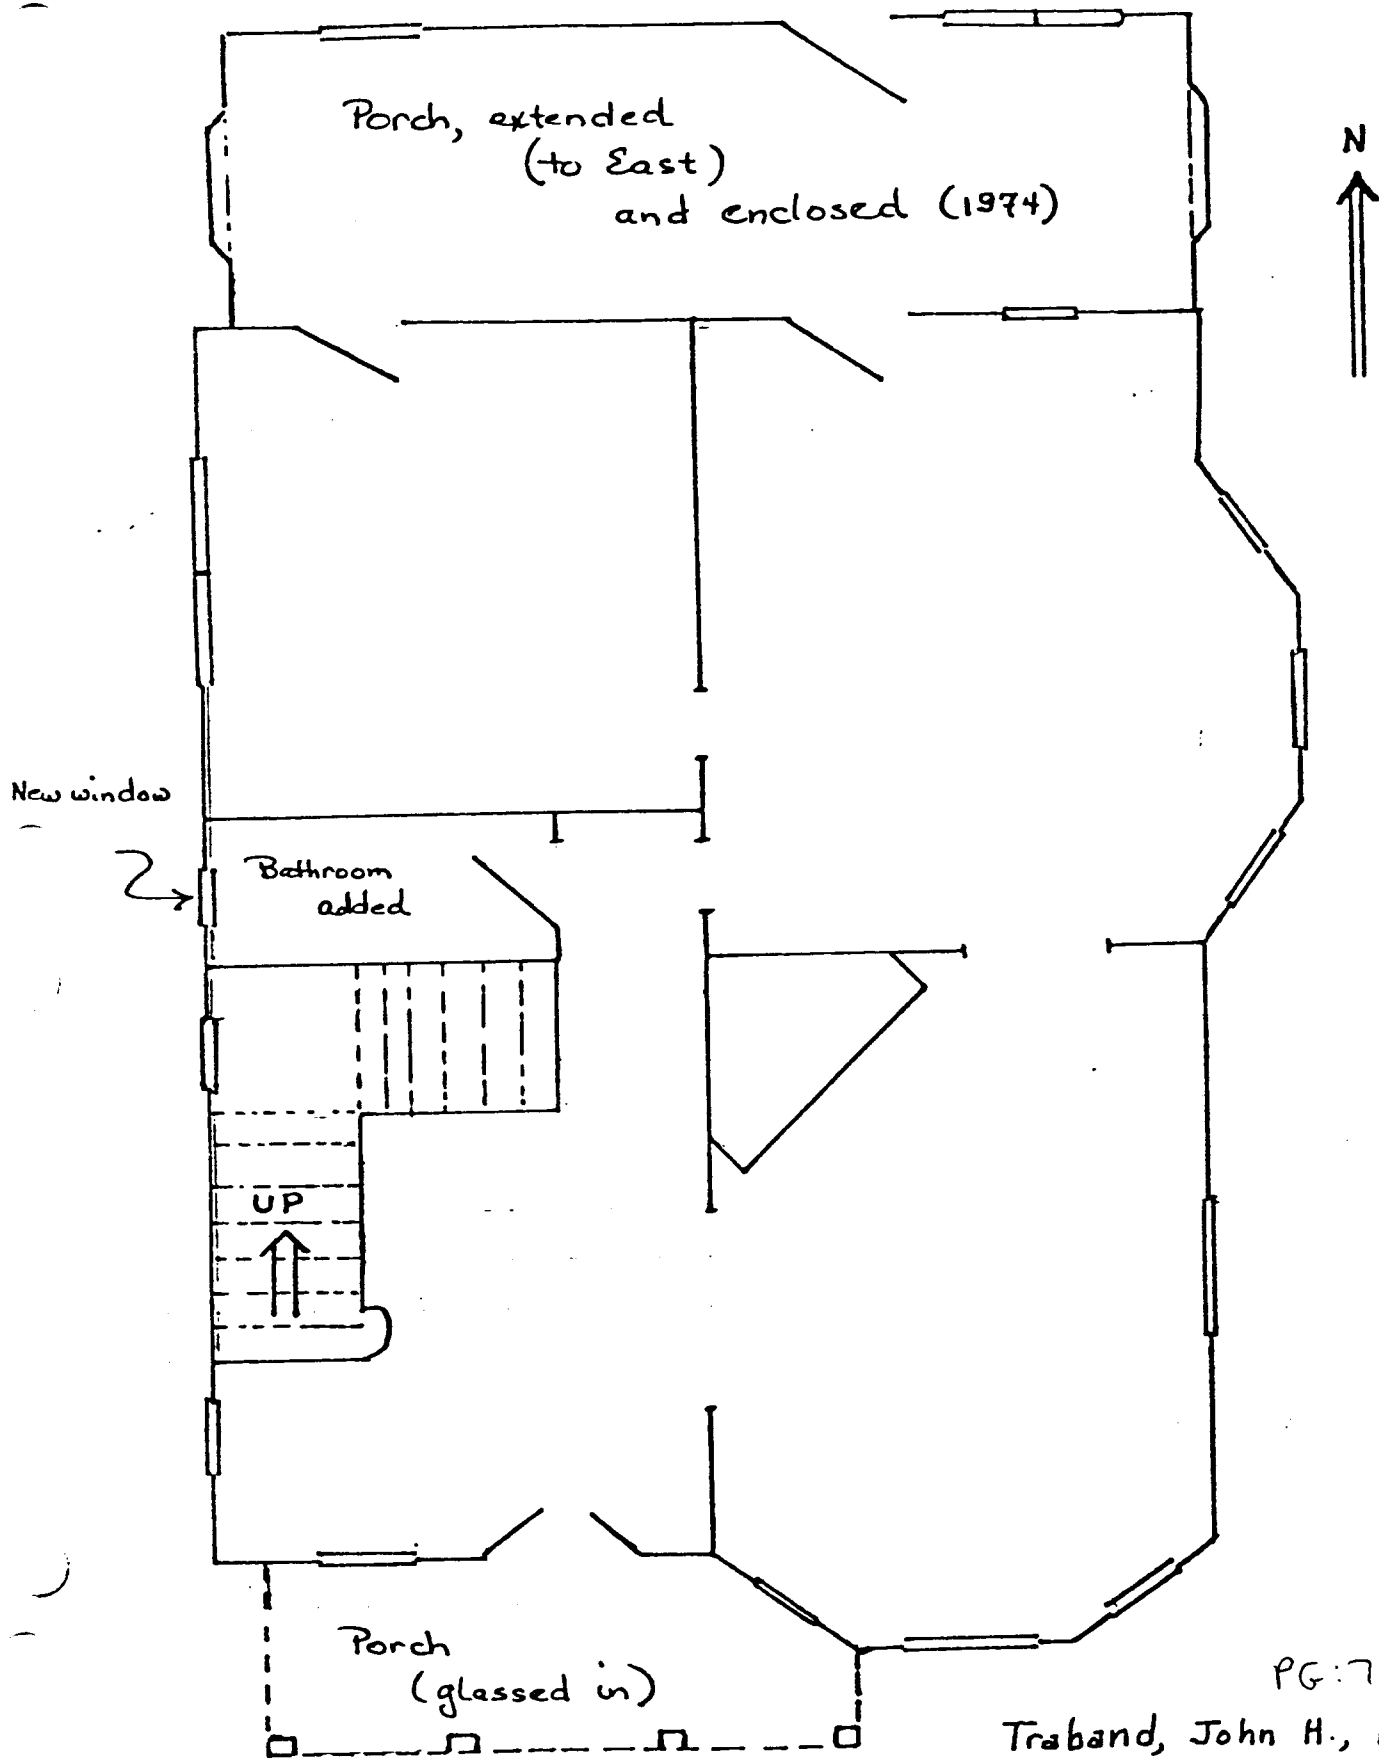 Porch, extended
(to East)
and enclosed (1974)
N
New window
Bathroom
added
UP
Porch
(glassed in)
PG:7
Traband, John H.,